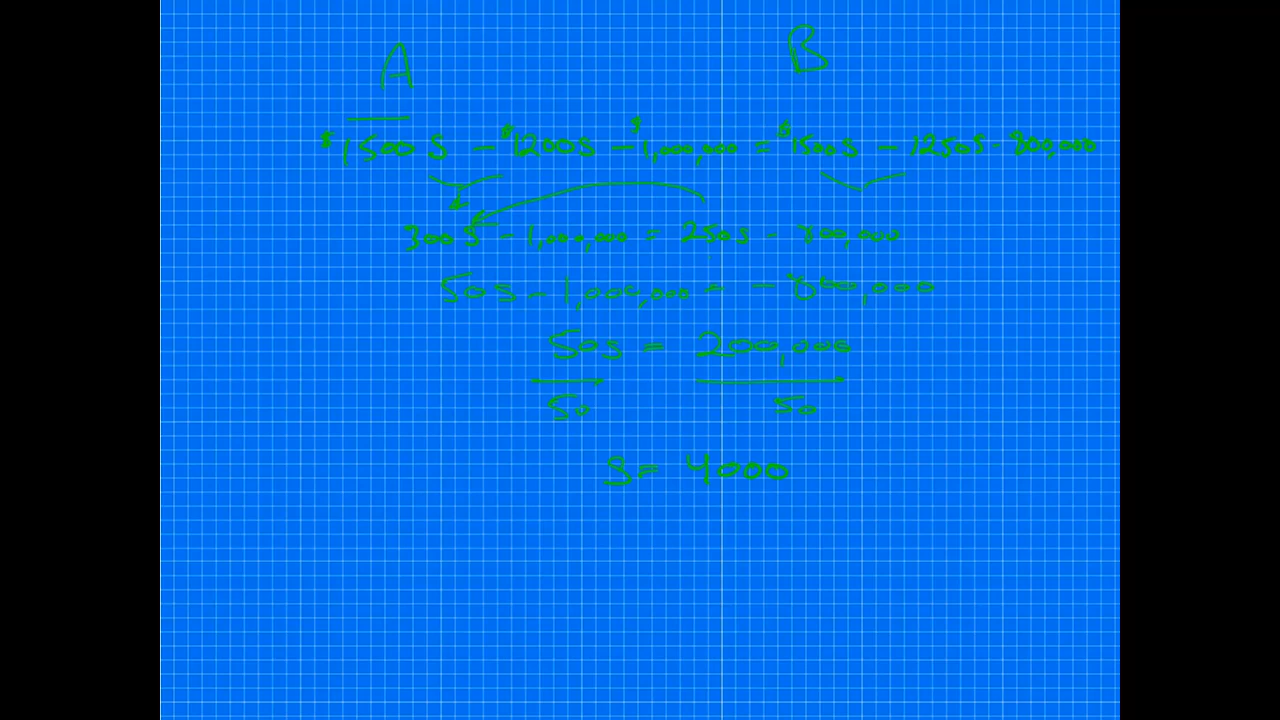 A B
$1500S - $1200S - $1,000,000 = $1500S - 1250S - 800,000
300S - 1,000,000 = 250S - 800,000
50S - 1,000,000 = - 800,000
50S = 200,000
50 50
S = 4000